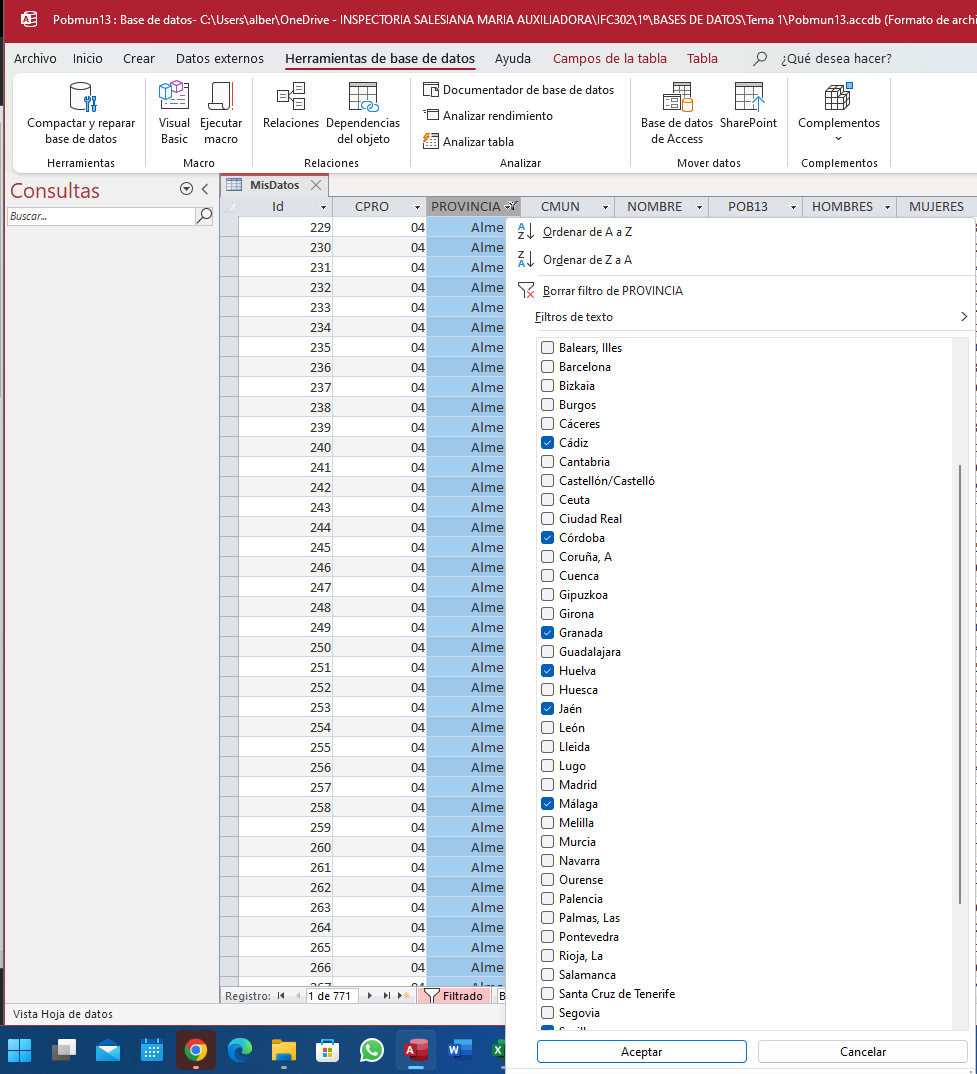 Pobmun13 : Base de datos- C:\Users\alber\OneDrive - INSPECTORIA SALESIANA MARIA AUXILIADORA\IFC302\1º\BASES DE DATOS\Tema 1\Pobmun13.accdb (Formato de archi
Archivo Inicio Crear Datos externos Herramientas de base de datos Ayuda Campos de la tabla Tabla ¿Qué desea hacer?
Compactar y reparar base de datos
Herramientas
Visual Basic
Ejecutar macro
Macro
Relaciones
Dependencias del objeto
Relaciones
Documentador de base de datos
Analizar rendimiento
Analizar tabla
Analizar
Base de datos de Access
SharePoint
Mover datos
Complementos
Complementos
Consultas
Buscar...
MisDatos
Id CPRO PROVINCIA CMUN NOMBRE POB13 HOMBRES MUJERES
229 04 Alme
230 04 Alme
231 04 Alme
232 04 Alme
233 04 Alme
234 04 Alme
235 04 Alme
236 04 Alme
237 04 Alme
238 04 Alme
239 04 Alme
240 04 Alme
241 04 Alme
242 04 Alme
243 04 Alme
244 04 Alme
245 04 Alme
246 04 Alme
247 04 Alme
248 04 Alme
249 04 Alme
250 04 Alme
251 04 Alme
252 04 Alme
253 04 Alme
254 04 Alme
255 04 Alme
256 04 Alme
257 04 Alme
258 04 Alme
259 04 Alme
260 04 Alme
261 04 Alme
262 04 Alme
263 04 Alme
264 04 Alme
265 04 Alme
266 04 Alme
Ordenar de A a Z
Ordenar de Z a A
Borrar filtro de PROVINCIA
Filtros de texto
Balears, Illes
Barcelona
Bizkaia
Burgos
Cáceres
Cádiz
Cantabria
Castellón/Castelló
Ceuta
Ciudad Real
Córdoba
Coruña, A
Cuenca
Gipuzkoa
Girona
Granada
Guadalajara
Huelva
Huesca
Jaén
León
Lleida
Lugo
Madrid
Málaga
Melilla
Murcia
Navarra
Ourense
Palencia
Palmas, Las
Pontevedra
Rioja, La
Salamanca
Santa Cruz de Tenerife
Segovia
Aceptar Cancelar
Registro: 1 de 771 Filtrado B
Vista Hoja de datos